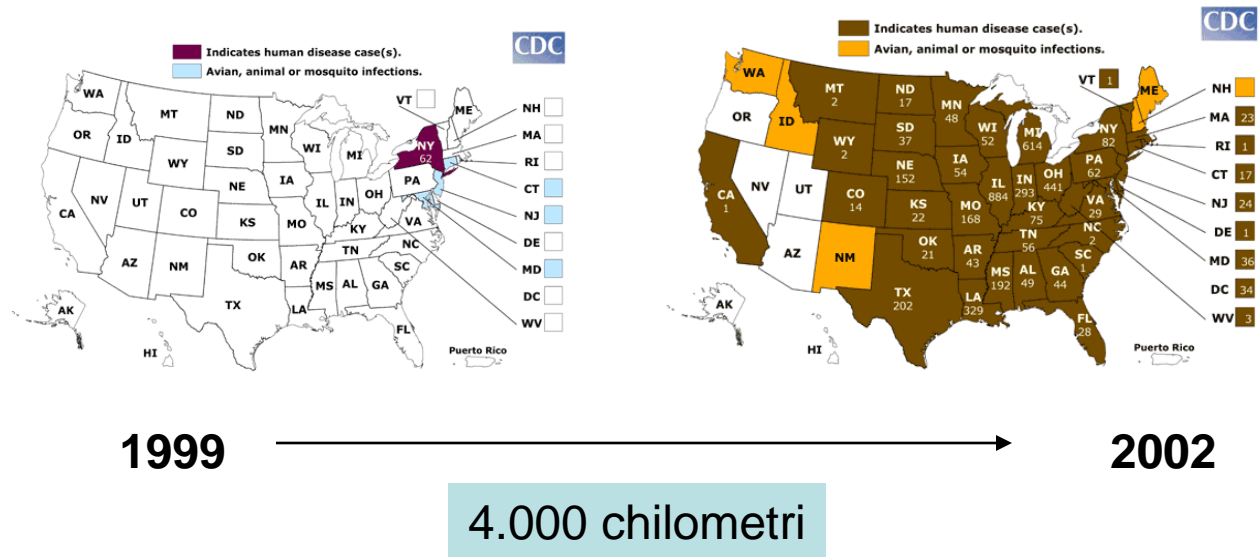 CDC
Indicates human disease case(s).
Avian, animal or mosquito infections.
WA
OR
ID
MT
ND
SD
MN
WI
MI
WY
NE
IA
NV
UT
CO
KS
CA
AZ
NM
OK
TX
MO
AR
LA
IL
IN
OH
KY
TN
MS
AL
GA
FL
SC
NC
VA
PA
NY
62
ME
VT
NH
MA
RI
CT
NJ
DE
MD
DC
WV
AK
HI
Puerto Rico
CDC
Indicates human disease case(s).
Avian, animal or mosquito infections.
WA
OR
ID
MT
2
ND
17
SD
37
MN
48
WI
52
MI
614
WY
2
NE
152
IA
54
NV
UT
CO
14
KS
22
CA
1
AZ
NM
OK
21
TX
202
MO
168
AR
43
LA
329
IL
884
IN
293
OH
441
KY
75
TN
56
MS
192
AL
49
GA
44
FL
28
SC
1
NC
2
VA
29
PA
62
NY
82
ME
VT 1
NH
MA 23
RI 1
CT 17
NJ 24
DE 1
MD 36
DC 34
WV 3
AK
HI
Puerto Rico
1999
2002
4.000 chilometri